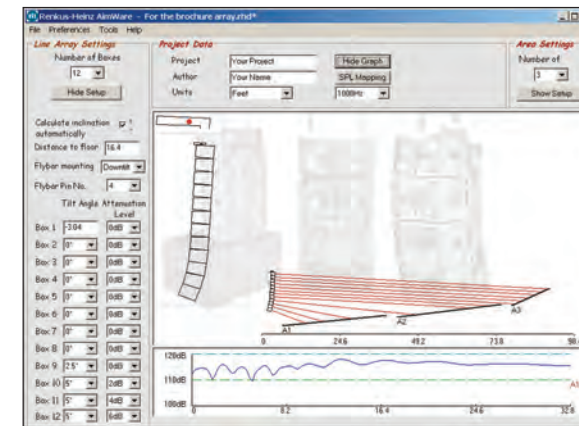 Renkus-Heinz AimWare - For the brochure array.rhd*
File Preferences Tools Help
Line Array Settings
Number of Boxes
12
Hide Setup
Project Data
Project Your Project Hide Graph
Author Your Name SPL Mapping
Units Feet 1000Hz
Area Settings
Number of
3
Show Setup
Calculate inclination
automatically
Distance to floor 16.4
Flybar mounting Downtilt
Flybar Pin No. 4
Tilt Angle Attenuation
Level
Box 1 -3.04 0dB
Box 2 0° 0dB
Box 3 0° 0dB
Box 4 0° 0dB
Box 5 0° 0dB
Box 6 0° 0dB
Box 7 0° 0dB
Box 8 0° 0dB
Box 9 2.5° 0dB
Box 10 5° 2dB
Box 11 5° 4dB
Box 12 5° 6dB
A1 A2 A3
0 24.6 49.2 73.8 98.4
120dB
110dB
100dB
A1
0 8.2 16.4 24.6 32.8